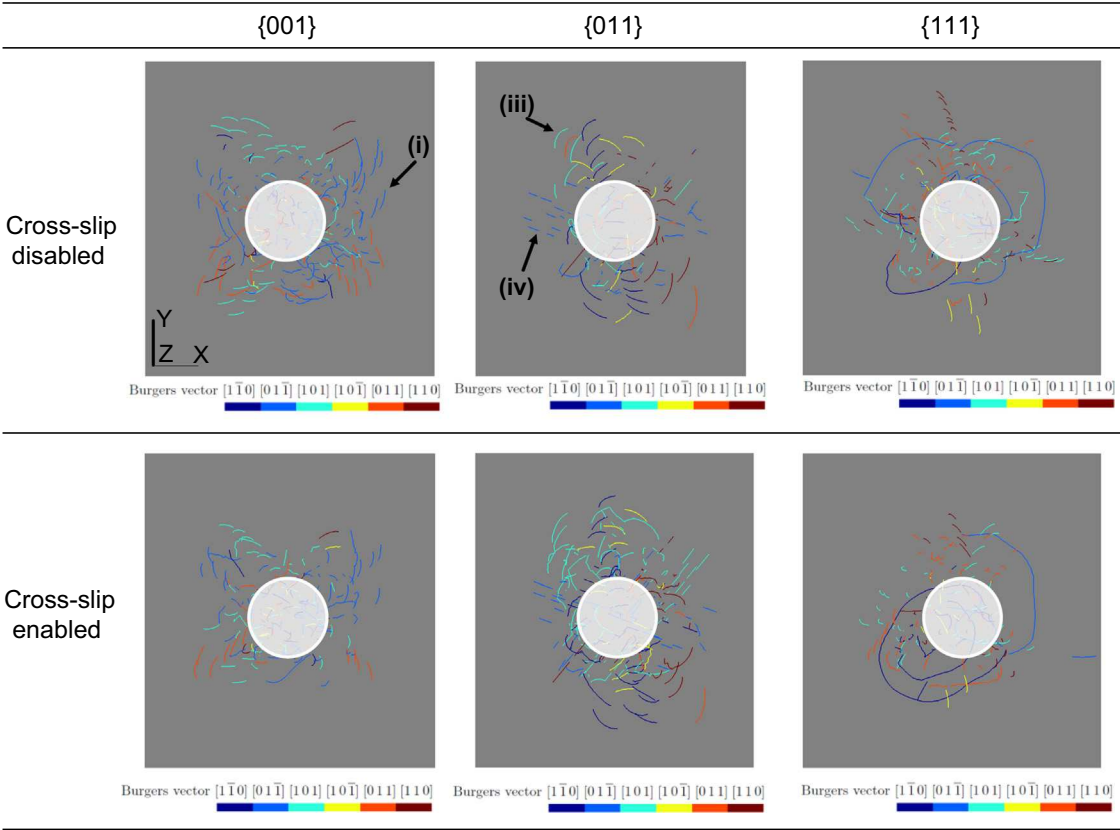 {001} {011} {111}
Cross-slip
disabled
(i)
(iii)
(iv)
Y
Z X
Burgers vector [1 1̅ 0] [0 1 1̅] [1 0 1] [1 0 1̅] [0 1 1] [1 1 0]
Burgers vector [1 1̅ 0] [0 1 1̅] [1 0 1] [1 0 1̅] [0 1 1] [1 1 0]
Burgers vector [1 1̅ 0] [0 1 1̅] [1 0 1] [1 0 1̅] [0 1 1] [1 1 0]
Cross-slip
enabled
Burgers vector [1 1̅ 0] [0 1 1̅] [1 0 1] [1 0 1̅] [0 1 1] [1 1 0]
Burgers vector [1 1̅ 0] [0 1 1̅] [1 0 1] [1 0 1̅] [0 1 1] [1 1 0]
Burgers vector [1 1̅ 0] [0 1 1̅] [1 0 1] [1 0 1̅] [0 1 1] [1 1 0]